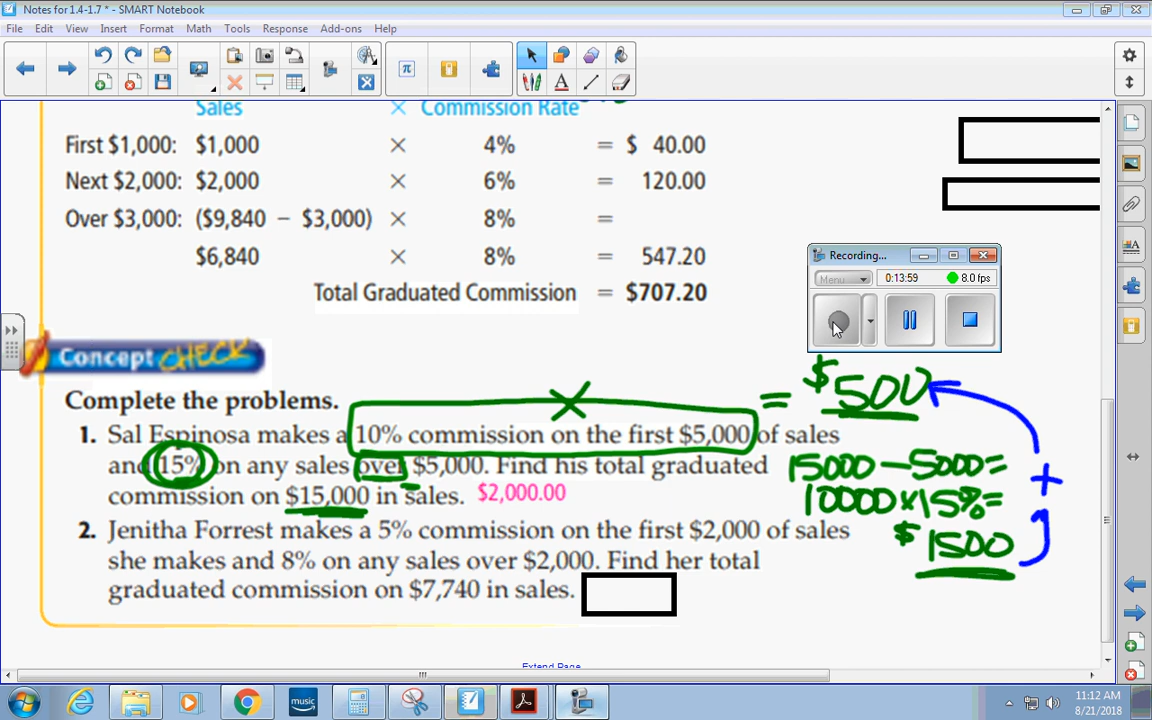 Notes for 1.4-1.7 * - SMART Notebook
File Edit View Insert Format Math Tools Response Add-ons Help
Sales × Commission Rate
First $1,000: $1,000 × 4% = $ 40.00
Next $2,000: $2,000 × 6% = 120.00
Over $3,000: ($9,840 − $3,000) × 8% =
$6,840 × 8% = 547.20
Total Graduated Commission = $707.20
Recording...
Menu 0:13:59 8.0 fps
Concept CHECK
= $500
Complete the problems.
1. Sal Espinosa makes a 10% commission on the first $5,000 of sales
and 15% on any sales over $5,000. Find his total graduated
commission on $15,000 in sales. $2,000.00
15000 - 5000 =
10000 x 15% =
$1500
+
2. Jenitha Forrest makes a 5% commission on the first $2,000 of sales
she makes and 8% on any sales over $2,000. Find her total
graduated commission on $7,740 in sales.
Extend Page
music
11:12 AM
8/21/2018